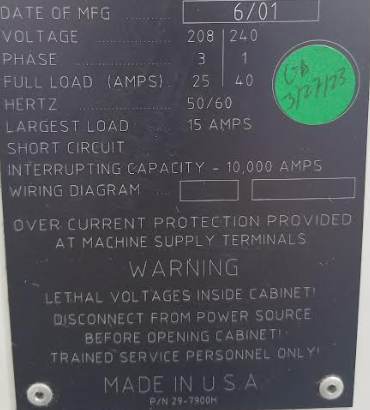 DATE OF MFG 6/01
VOLTAGE 208 240
PHASE 3 1
FULL LOAD (AMPS) 25 40
HERTZ 50/60
LARGEST LOAD 15 AMPS
SHORT CIRCUIT
INTERRUPTING CAPACITY - 10,000 AMPS
WIRING DIAGRAM
OVER CURRENT PROTECTION PROVIDED
AT MACHINE SUPPLY TERMINALS
WARNING
LETHAL VOLTAGES INSIDE CABINET!
DISCONNECT FROM POWER SOURCE
BEFORE OPENING CABINET!
TRAINED SERVICE PERSONNEL ONLY!
MADE IN U.S.A.
P/N 29-7900H
3/27/23